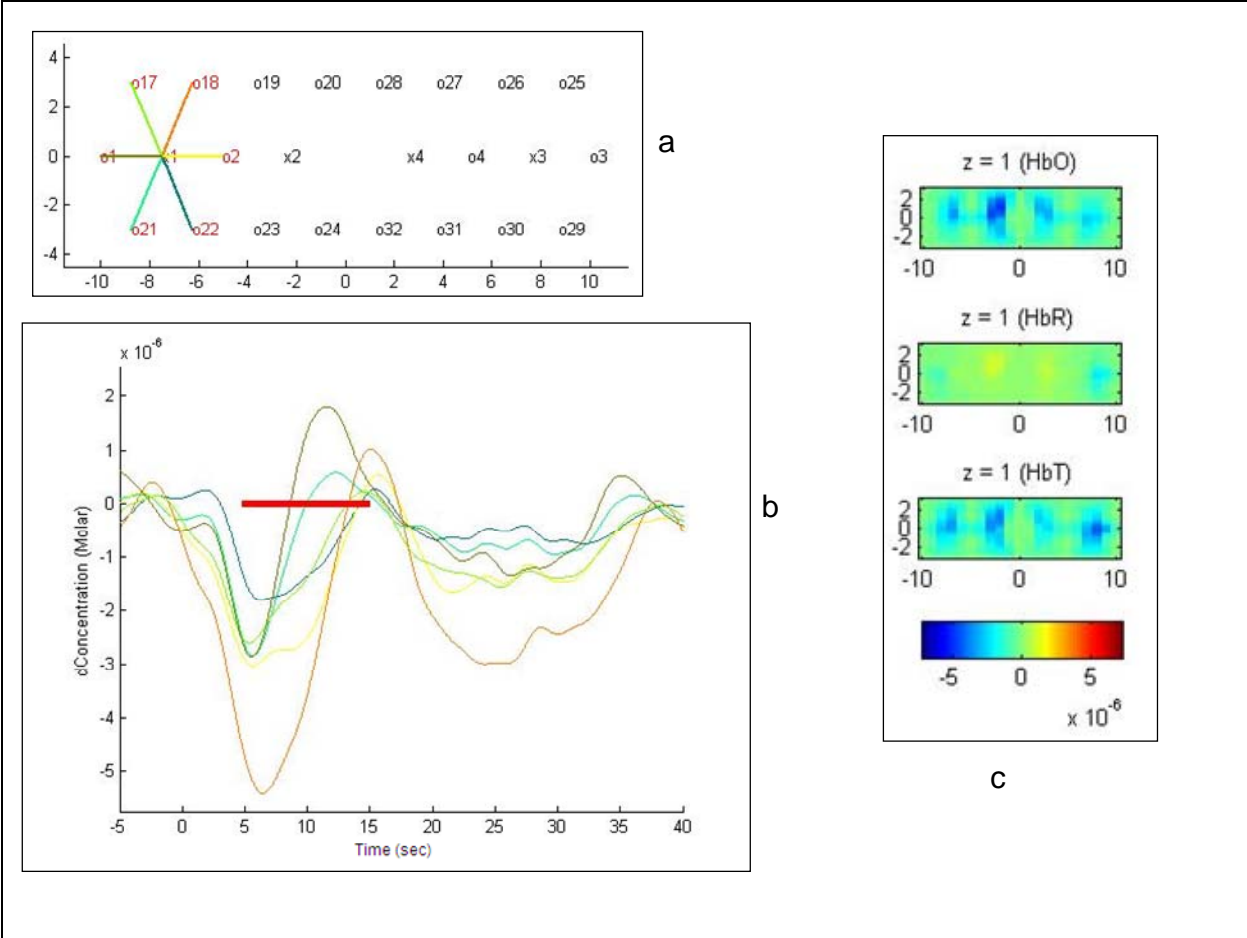 4
o17 o18 o19 o20 o28 o27 o26 o25
2
0
o1 1 o2 x2 x4 o4 x3 o3
-2
o21 o22 o23 o24 o32 o31 o30 o29
-4
-10 -8 -6 -4 -2 0 2 4 6 8 10
a
x 10^-6
2
1
0
-1
-2
-3
-4
-5
dConcentration (Molar)
-5 0 5 10 15 20 25 30 35 40
Time (sec)
b
z = 1 (HbO)
2
0
-2
-10 0 10
z = 1 (HbR)
2
0
-2
-10 0 10
z = 1 (HbT)
2
0
-2
-10 0 10
-5 0 5
x 10^-6
c